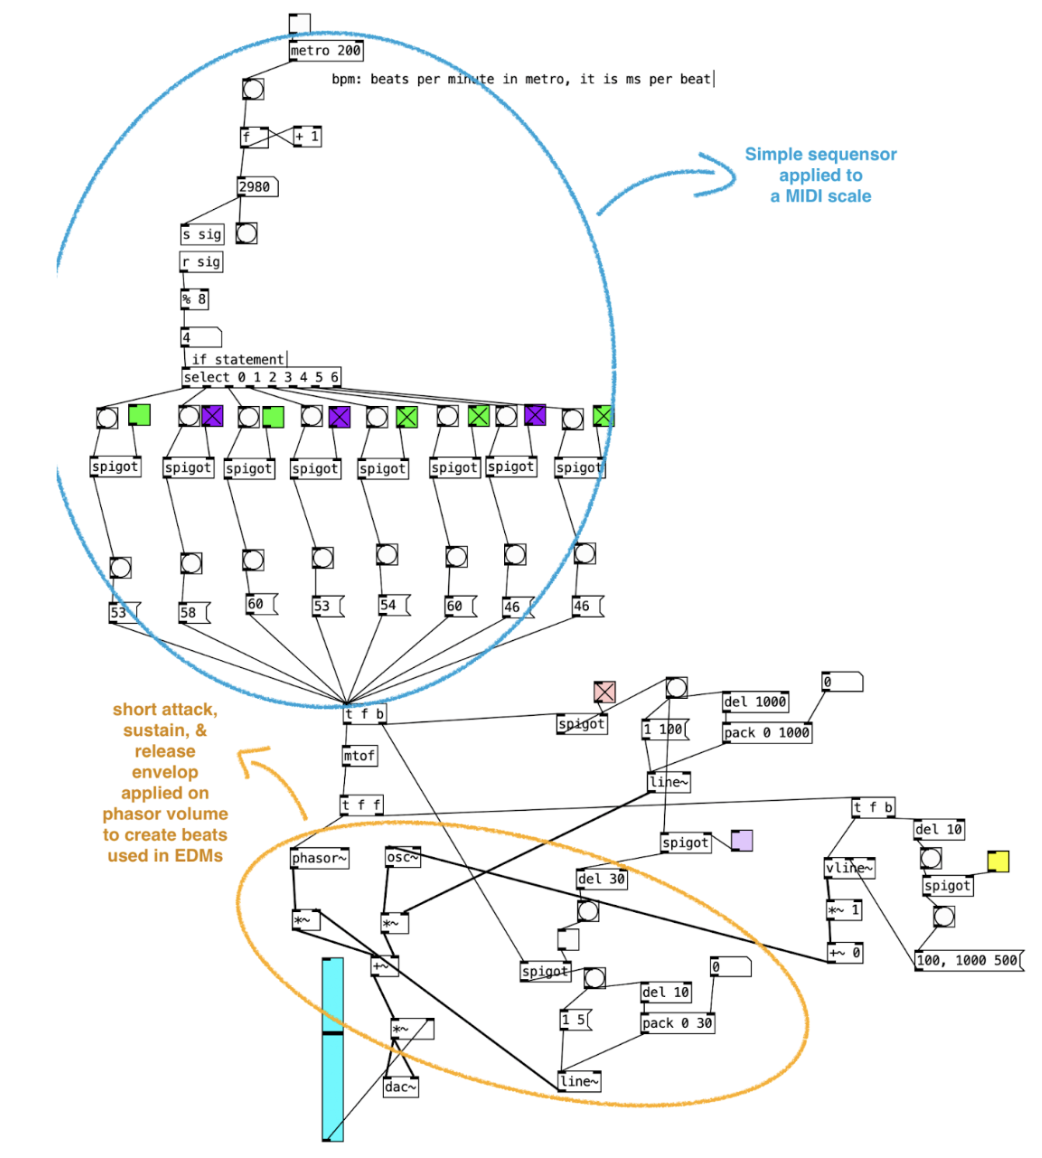 metro 200
bpm: beats per minute in metro, it is ms per beat
f
+ 1
Simple sequensor
applied to
a MIDI scale
2980
s sig
r sig
% 8
4
if statement
select 0 1 2 3 4 5 6
spigot spigot spigot spigot spigot spigot spigot spigot
53 58 60 53 54 60 46 46
short attack,
sustain, &
release
envelop
applied on
phasor volume
to create beats
used in EDMs
t f b
mtof
t f f
spigot
1 100
del 1000
0
pack 0 1000
line~
t f b
del 10
phasor~
osc~
spigot
del 30
vline~
spigot
*~
*~
*~ 1
+~
+~ 0
100, 1000 500
spigot
0
del 10
1 5
pack 0 30
*~
line~
dac~